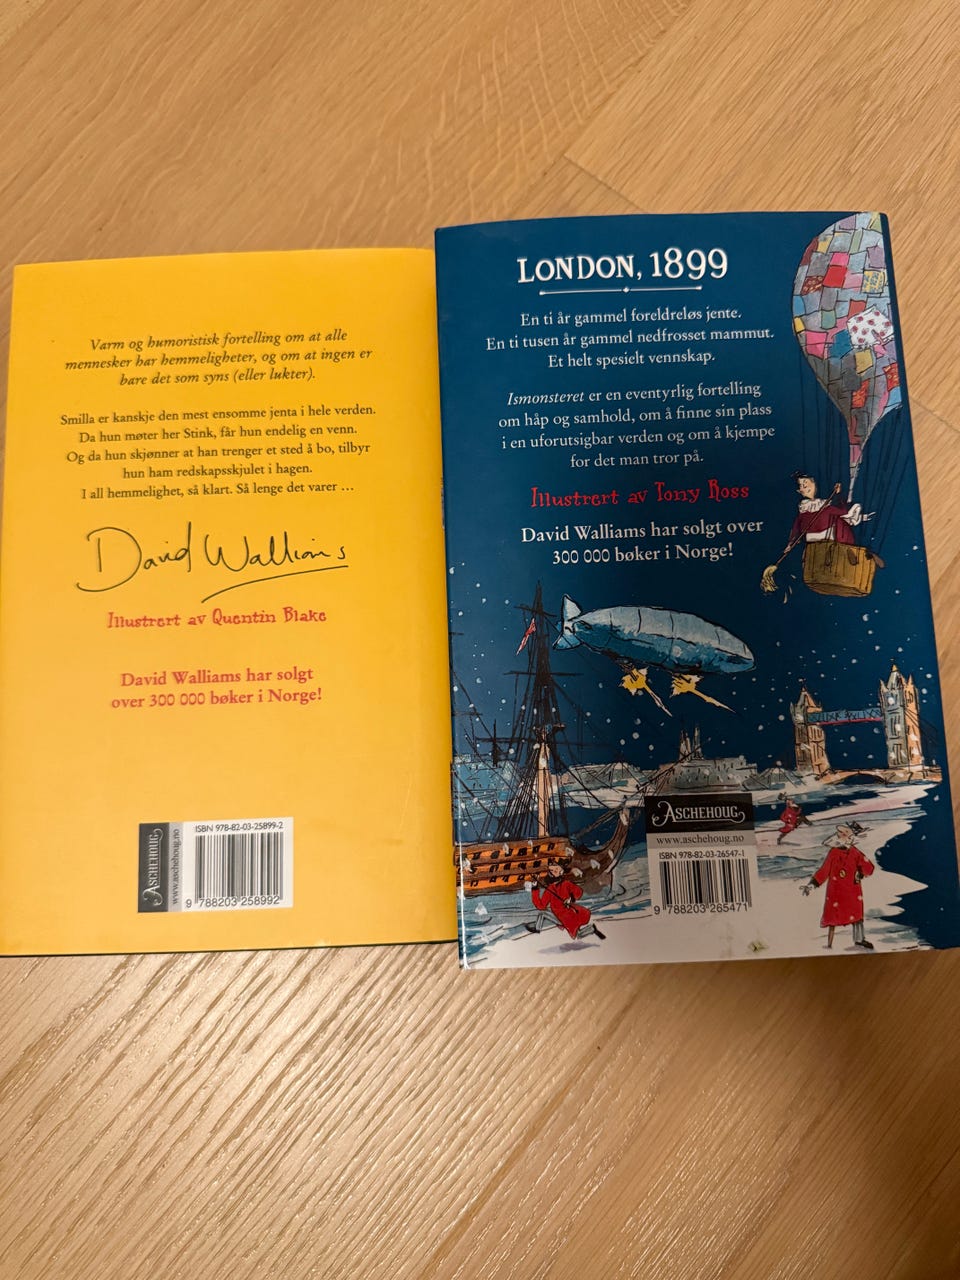 Varm og humoristisk fortelling om at alle
mennesker har hemmeligheter, og om at ingen er
bare det som syns (eller lukter).
Smilla er kanskje den mest ensomme jenta i hele verden.
Da hun møter her Stink, får hun endelig en venn.
Og da hun skjønner at han trenger et sted å bo, tilbyr
hun ham redskapsskjulet i hagen.
I all hemmelighet, så klart. Så lenge det varer ...
David Walliams
Illustrert av Quentin Blake
David Walliams har solgt
over 300 000 bøker i Norge!
ASCHEHOUG
www.aschehoug.no
ISBN 978-82-03-25899-2
9 788203 258992
LONDON, 1899
En ti år gammel foreldreløs jente.
En ti tusen år gammel nedfrosset mammut.
Et helt spesielt vennskap.
Ismonsteret er en eventyrlig fortelling
om håp og samhold, om å finne sin plass
i en uforutsigbar verden og om å kjempe
for det man tror på.
Illustrert av Tony Ross
David Walliams har solgt over
300 000 bøker i Norge!
ASCHEHOUG
www.aschehoug.no
ISBN 978-82-03-26547-1
9 788203 265471